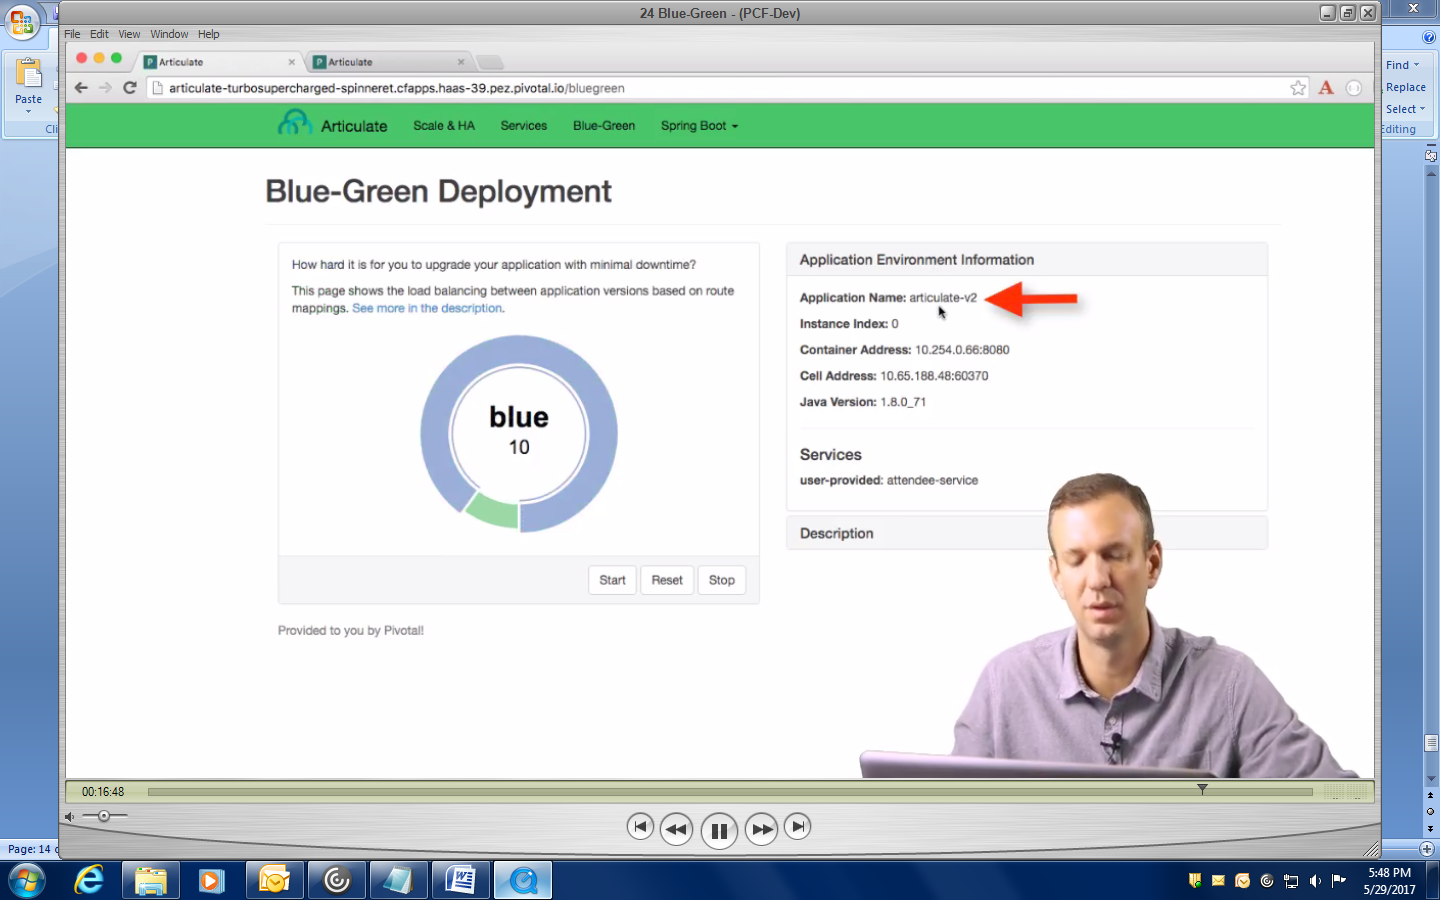 24 Blue-Green - (PCF-Dev)
File Edit View Window Help
Articulate
Articulate
articulate-turbosupercharged-spinneret.cfapps.haas-39.pez.pivotal.io/bluegreen
Articulate Scale & HA Services Blue-Green Spring Boot
Blue-Green Deployment
How hard it is for you to upgrade your application with minimal downtime?
This page shows the load balancing between application versions based on route
mappings. See more in the description.
blue
10
Start Reset Stop
Provided to you by Pivotal!
Application Environment Information
Application Name: articulate-v2
Instance Index: 0
Container Address: 10.254.0.66:8080
Cell Address: 10.65.188.48:60370
Java Version: 1.8.0_71
Services
user-provided: attendee-service
Description
00:16:48
Paste
Find
Replace
Select
Editing
Page: 14
5:48 PM
5/29/2017